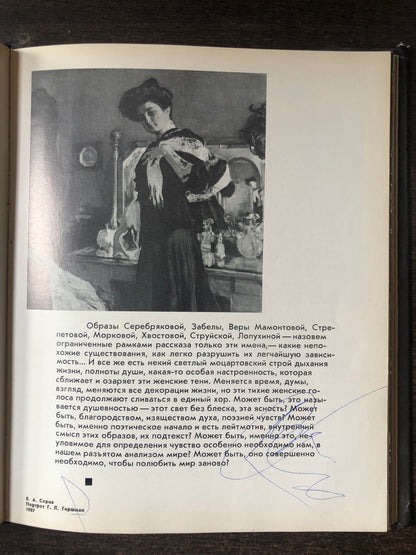 Образы Серебряковой, Забелы, Веры Мамонтовой, Стре-
петовой, Морковой, Хвостовой, Струйской, Лопухиной — назовем
ограниченные рамками рассказа только эти имена, — какие непо-
хожие существования, как легко разрушить их легчайшую зависи-
мость... И все же есть некий светлый моцартовский строй дыхания
жизни, полноты души, какая-то особая настроенность, которая
сближает и озаряет эти женские тени. Меняется время, думы,
взгляд, меняются все декорации жизни, но эти тихие женские го-
лоса продолжают сливаться в единый хор. Может быть, это назы-
вается душевностью — этот свет без блеска, эта ясность? Может
быть, благородством, изяществом духа, поэзией чувств? Может
быть, именно поэтическое начало и есть лейтмотив, внутренний
смысл этих образов, их подтекст? Может быть, именно это, не-
уловимое для определения чувство особенно необходимо нам, в
нашем разъятом анализом мире? Может быть, оно совершенно
необходимо, чтобы полюбить мир заново?
В. А. Серов
Портрет Г. Л. Гиршман
1907